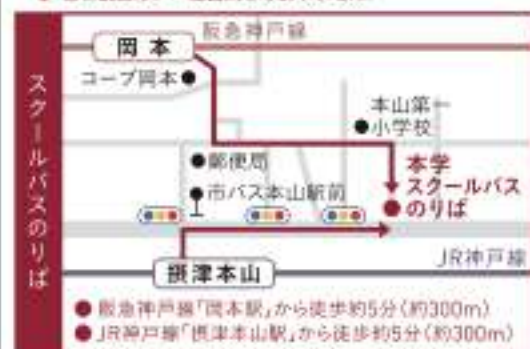 阪急神戸線
岡本
コープ岡本●
本山第一
●小学校
●郵便局
●市バス本山駅前
本学
スクールバス
●のりば
スクールバスのりば
JR神戸線
摂津本山
●阪急神戸線「岡本駅」から徒歩約5分(約300m)
●JR神戸線「摂津本山駅」から徒歩約5分(約300m)